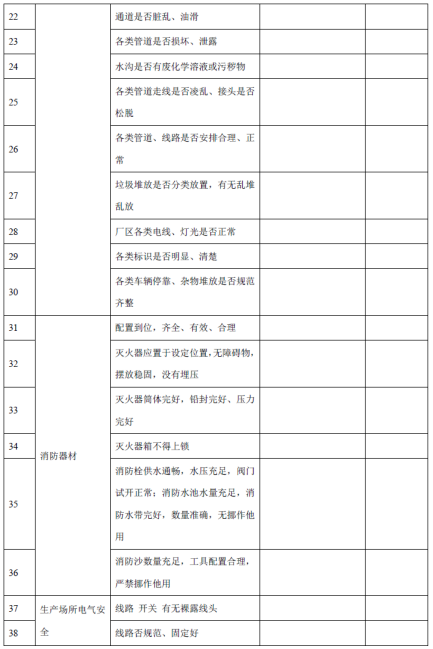 22 通道是否脏乱、油滑
23 各类管道是否损坏、泄露
24 水沟是否有废化学溶液或污秽物
25 各类管道走线是否凌乱、接头是否
松脱
26 各类管道、线路是否安排合理、正
常
27 垃圾堆放是否分类放置，有无乱堆
乱放
28 厂区各类电线、灯光是否正常
29 各类标识是否明显、清楚
30 各类车辆停靠、杂物堆放是否规范
齐整
消防器材
31 配置到位，齐全、有效、合理
32 灭火器应置于设定位置，无障碍物，
摆放稳固，没有埋压
33 灭火器筒体完好，铅封完好、压力
完好
34 灭火器箱不得上锁
35 消防栓供水通畅，水压充足，阀门
试开正常；消防水池水量充足，消
防水带完好，数量准确，无挪作他
用
36 消防沙数量充足，工具配置合理，
严禁挪作他用
生产场所电气安
全
37 线路 开关 有无裸露线头
38 线路否规范、固定好